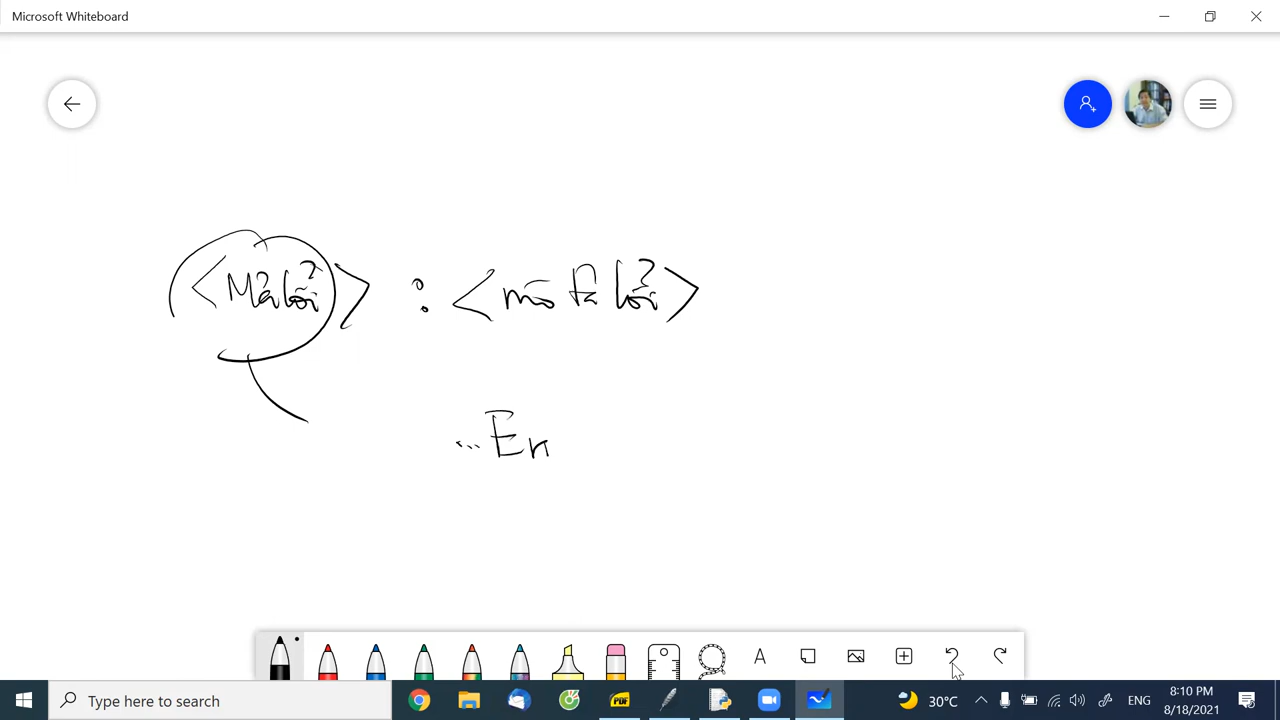 Microsoft Whiteboard
<Mã lỗi> : <mô tả lỗi>
...Er
A
Type here to search
PDF
30°C
ENG
8:10 PM
8/18/2021